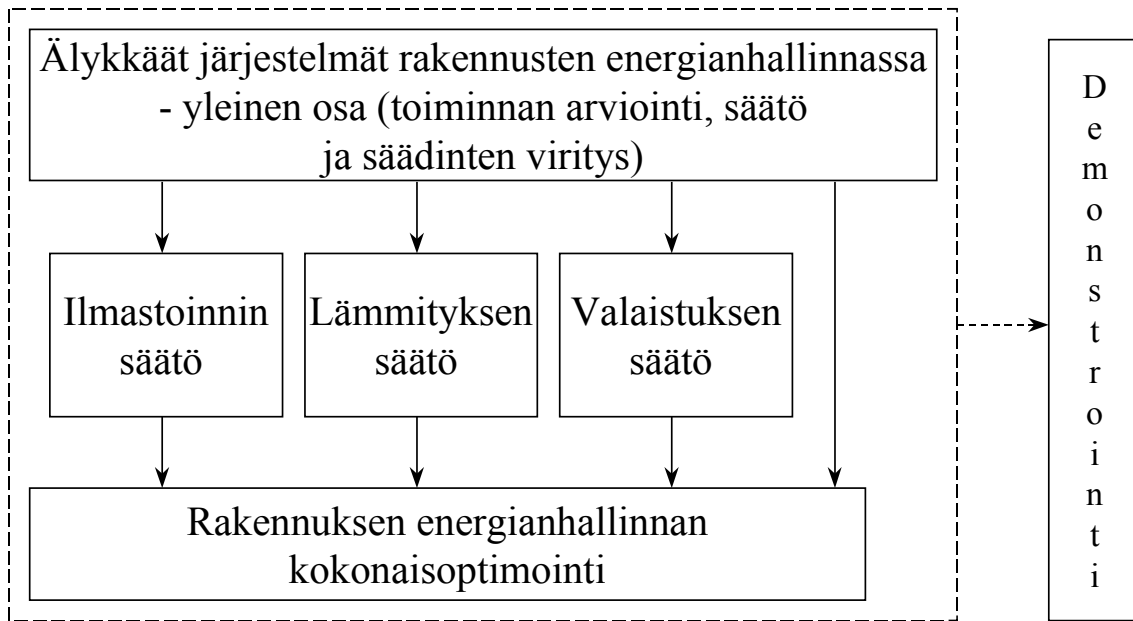 Älykkäät järjestelmät rakennusten energianhallinnassa
- yleinen osa (toiminnan arviointi, säätö
ja säädinten viritys)
Ilmastoinnin
säätö
Lämmityksen
säätö
Valaistuksen
säätö
Rakennuksen energianhallinnan
kokonaisoptimointi
Demonstrointi